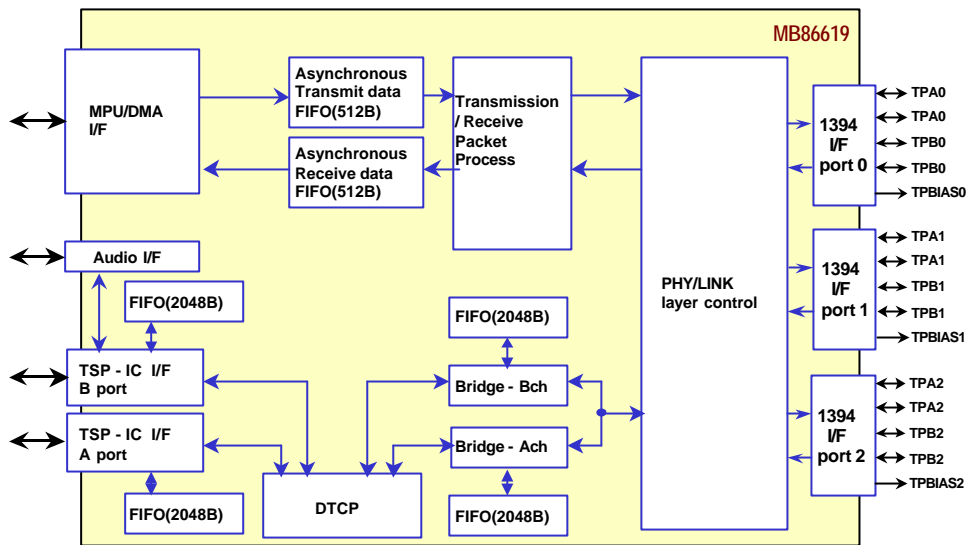 MB86619
MPU/DMA
I/F
Asynchronous
Transmit data
FIFO(512B)
Asynchronous
Receive data
FIFO(512B)
Transmission
/ Receive
Packet
Process
PHY/LINK
layer control
1394
I/F
port 0
TPA0
TPA0
TPB0
TPB0
TPBIAS0
Audio I/F
FIFO(2048B)
TSP - IC I/F
B port
TSP - IC I/F
A port
FIFO(2048B)
DTCP
FIFO(2048B)
Bridge - Bch
Bridge - Ach
FIFO(2048B)
1394
I/F
port 1
TPA1
TPA1
TPB1
TPB1
TPBIAS1
1394
I/F
port 2
TPA2
TPA2
TPB2
TPB2
TPBIAS2